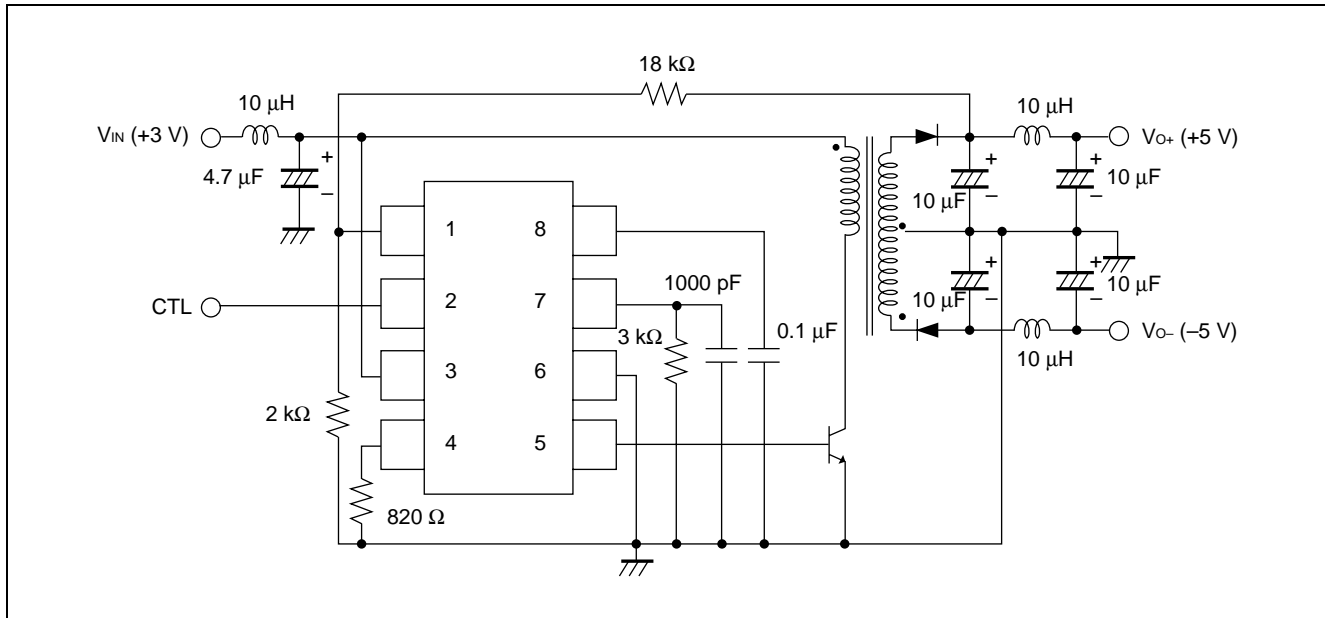 18 kΩ
10 μH
10 μH
VIN (+3 V)
VO+ (+5 V)
4.7 μF
+
–
+
–
10 μF
+
–
10 μF
1
8
2
7
3
6
4
5
CTL
1000 pF
3 kΩ
0.1 μF
+
–
10 μF
+
–
10 μF
VO– (–5 V)
10 μH
2 kΩ
820 Ω